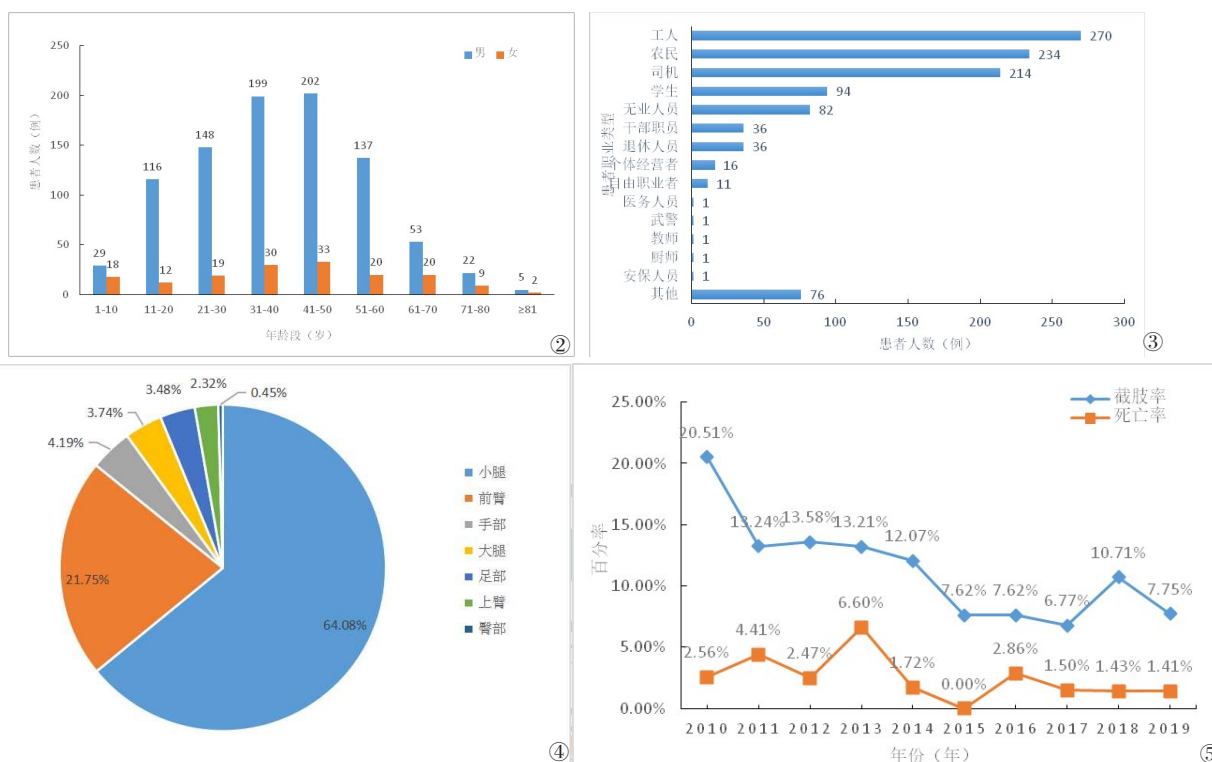 250
200
150
100
50
0
患者人数（例）
男 女
29 18
116 12
148 19
199 30
202 33
137 20
53 20
22 9
5 2
1-10 11-20 21-30 31-40 41-50 51-60 61-70 71-80 ≥81
年龄段（岁）
②
患者职业类型
工人 270
农民 234
司机 214
学生 94
无业人员 82
干部职员 36
退休人员 36
个体经营者 16
自由职业者 11
医务人员 1
武警 1
教师 1
厨师 1
安保人员 1
其他 76
0 50 100 150 200 250 300
患者人数（例）
③
3.48% 2.32% 0.45%
3.74%
4.19%
21.75%
64.08%
小腿
前臂
手部
大腿
足部
上臂
臀部
④
截肢率
死亡率
25.00%
20.00%
15.00%
10.00%
5.00%
0.00%
百分率
20.51% 13.24% 13.58% 13.21% 12.07% 7.62% 7.62% 6.77% 10.71% 7.75%
2.56% 4.41% 2.47% 6.60% 1.72% 0.00% 2.86% 1.50% 1.43% 1.41%
2010 2011 2012 2013 2014 2015 2016 2017 2018 2019
年份（年）
⑤